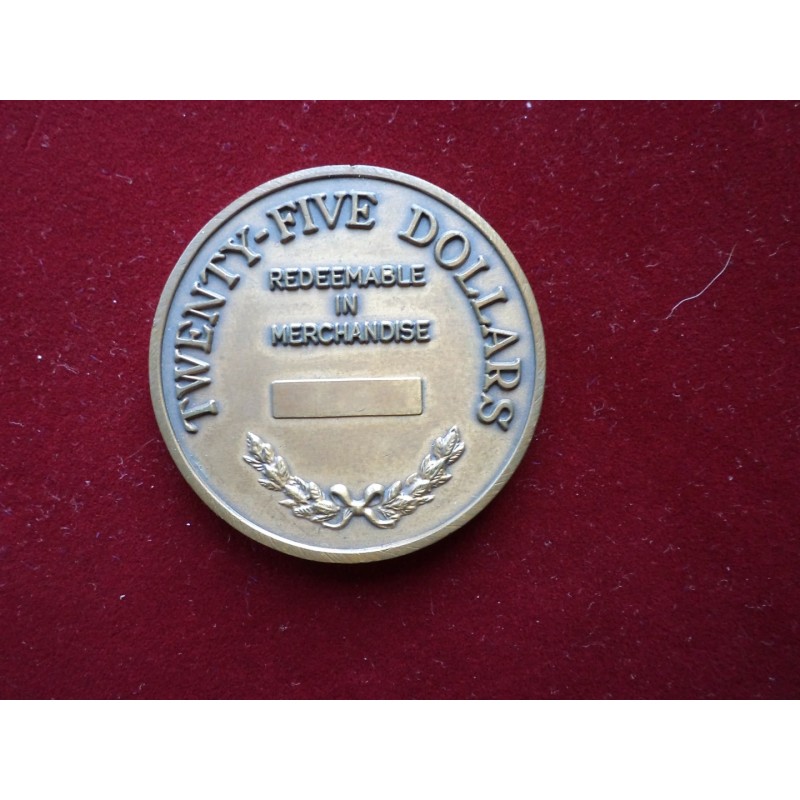 TWENTY-FIVE DOLLARS
REDEEMABLE
IN
MERCHANDISE